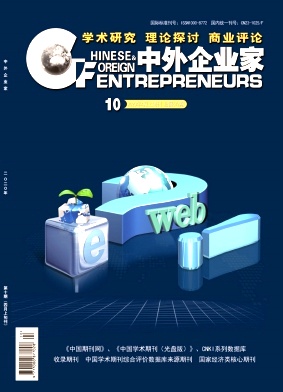 国际标准刊号：ISSN1000-8772 国内统一刊号：CN23-1025/F
学术研究 理论探讨 商业评论
CHINESE&
FOREIGN
中外企业家
ENTREPRENEURS
10
web
e
中外企业家
二〇一〇年
《中国期刊网》、《中国学术期刊（光盘版）》、CNKI系列数据库
收录期刊 中国学术期刊综合评价数据库来源期刊 国家经济类核心期刊